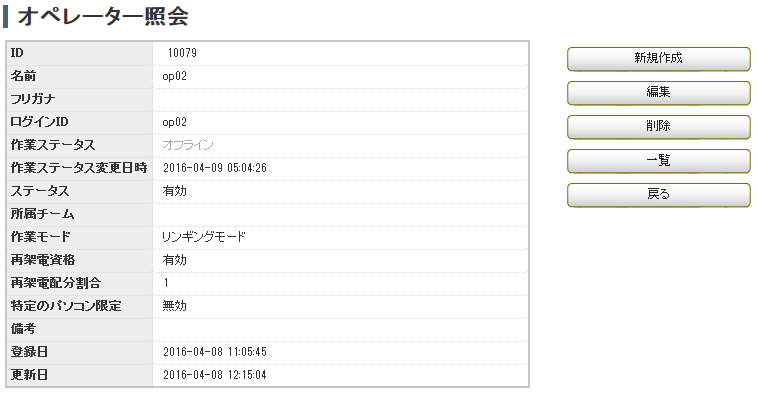 オペレーター照会
ID 10079
名前 op02
フリガナ
ログインID op02
作業ステータス オフライン
作業ステータス変更日時 2016-04-09 05:04:26
ステータス 有効
所属チーム
作業モード リンギングモード
再架電資格 有効
再架電配分割合 1
特定のパソコン限定 無効
備考
登録日 2016-04-08 11:05:45
更新日 2016-04-08 12:15:04
新規作成
編集
削除
一覧
戻る